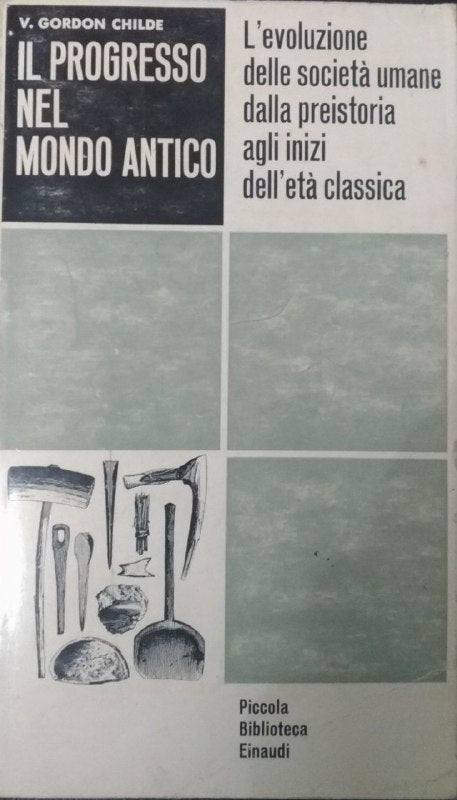 V. GORDON CHILDE
IL PROGRESSO
NEL
MONDO ANTICO
L'evoluzione
delle società umane
dalla preistoria
agli inizi
dell'età classica
Piccola
Biblioteca
Einaudi